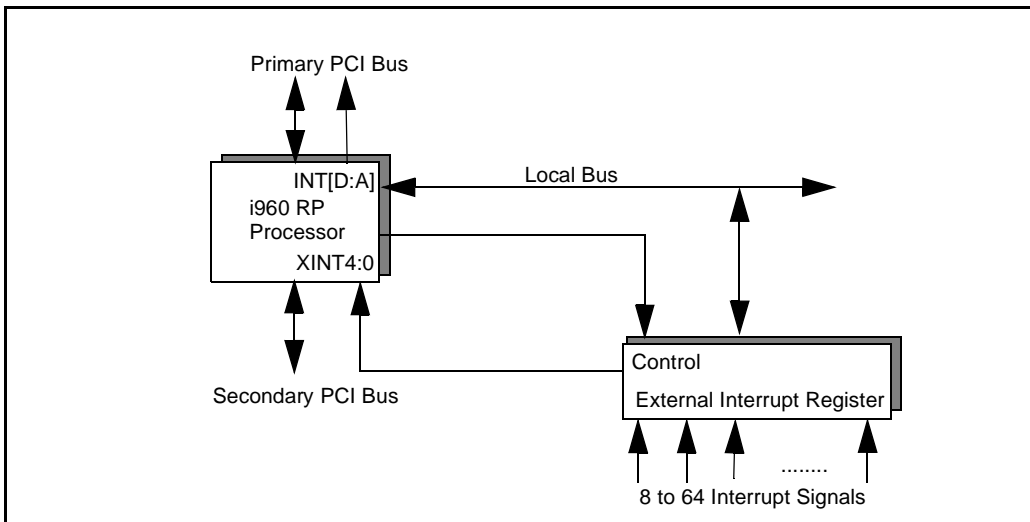 Primary PCI Bus
INT[D:A]
Local Bus
i960 RP
Processor
XINT4:0
Secondary PCI Bus
Control
External Interrupt Register
........
8 to 64 Interrupt Signals